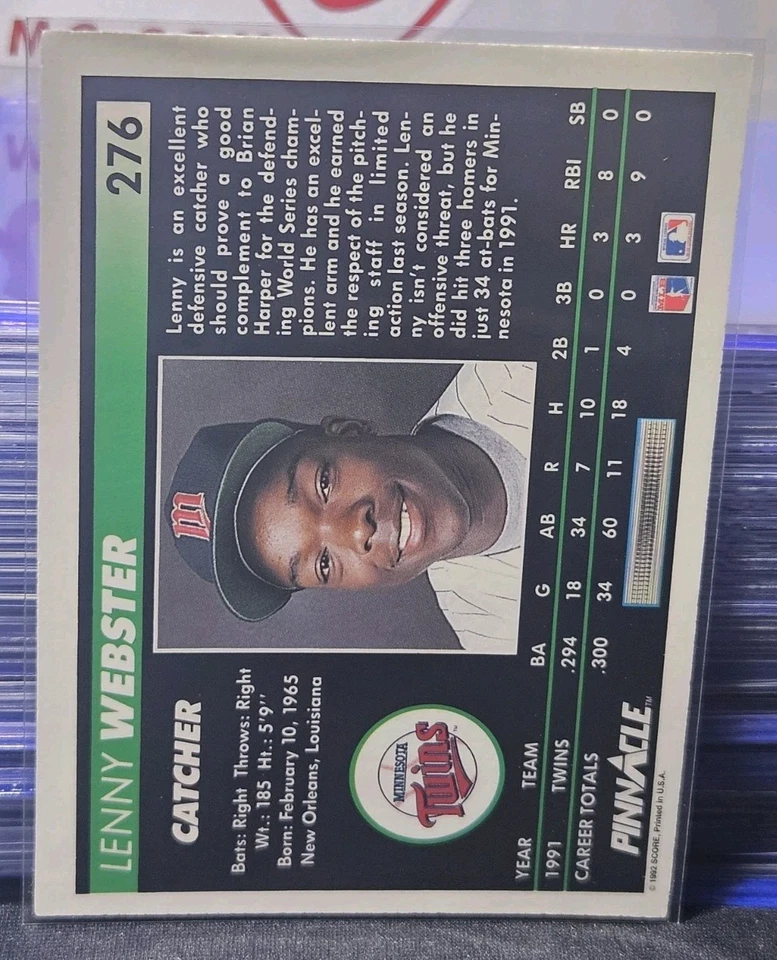 LENNY WEBSTER
276
CATCHER
Bats: Right Throws: Right
Wt.: 185 Ht.: 5'9"
Born: February 10, 1965
New Orleans, Louisiana
MINNESOTA
Twins
TM
Lenny is an excellent
defensive catcher who
should prove a good
complement to Brian
Harper for the defend-
ing World Series cham-
pions. He has an excel-
lent arm and he earned
the respect of the pitch-
ing staff in limited
action last season. Len-
ny isn't considered an
offensive threat, but he
did hit three homers in
just 34 at-bats for Min-
nesota in 1991.
YEAR TEAM BA G AB R H 2B 3B HR RBI SB
1991 TWINS .294 18 34 7 10 1 0 3 8 0
CAREER TOTALS .300 34 60 11 18 4 0 3 9 0
PINNACLE™
© 1992 SCORE, Printed in U.S.A.